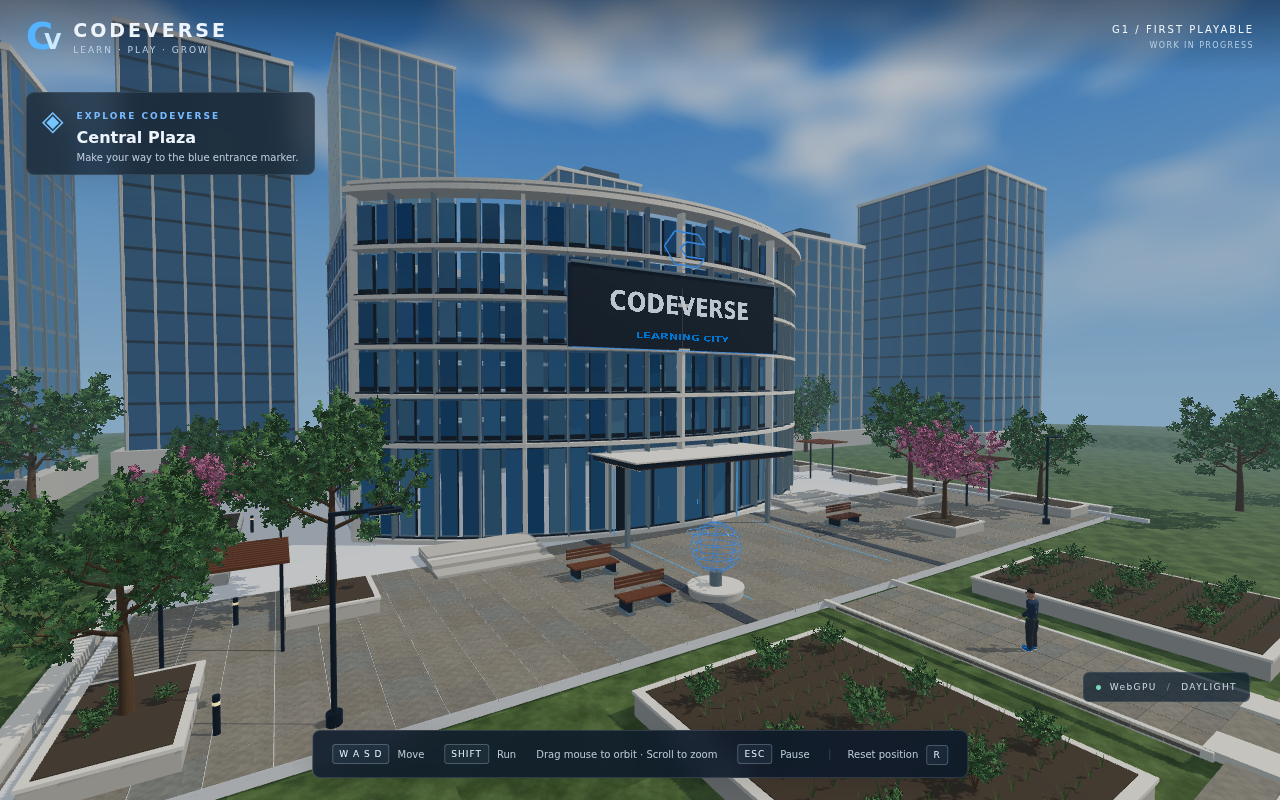 CV CODEVERSE
LEARN · PLAY · GROW
G1 / FIRST PLAYABLE
WORK IN PROGRESS
EXPLORE CODEVERSE
Central Plaza
Make your way to the blue entrance marker.
CODEVERSE
LEARNING CITY
WebGPU / DAYLIGHT
W A S D Move SHIFT Run Drag mouse to orbit · Scroll to zoom ESC Pause | Reset position R